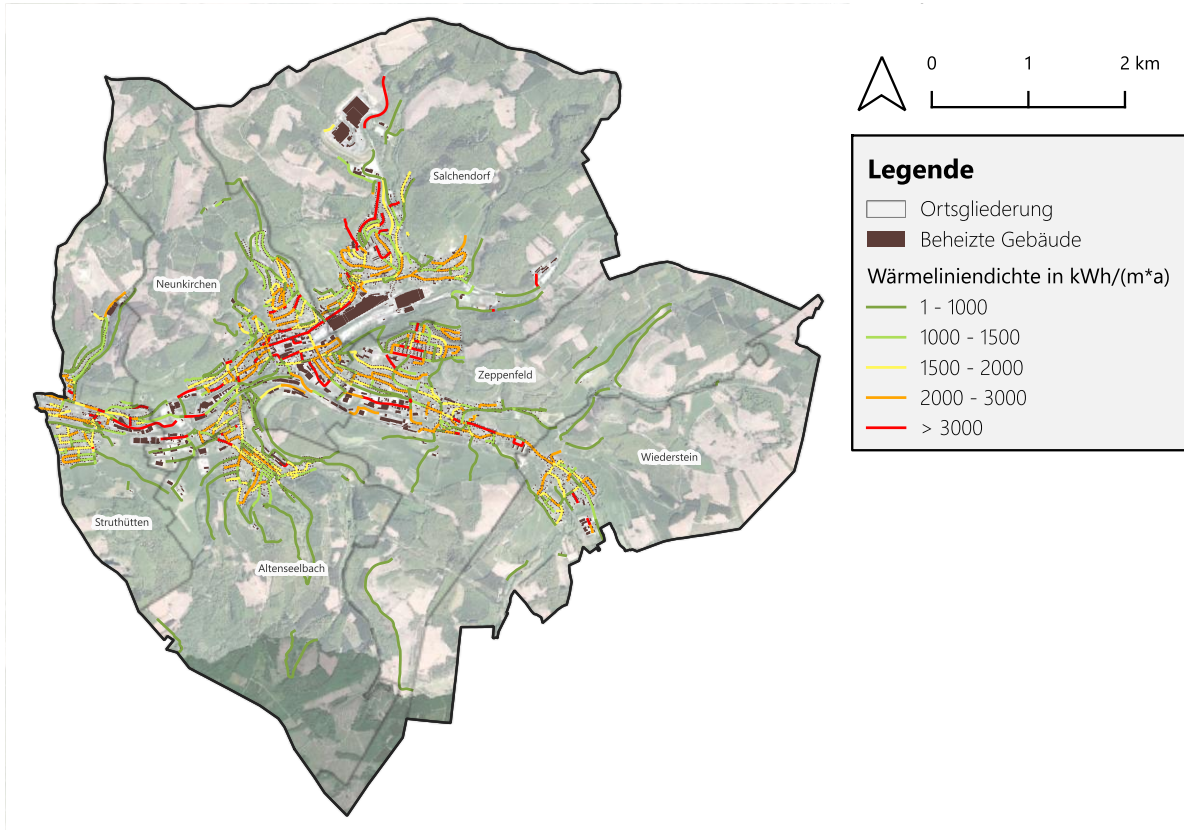 0 1 2 km
Legende
Ortsgliederung
Beheizte Gebäude
Wärmeliniendichte in kWh/(m*a)
1 - 1000
1000 - 1500
1500 - 2000
2000 - 3000
> 3000
Salchendorf
Neunkirchen
Zeppenfeld
Wiederstein
Struthütten
Altenseelbach